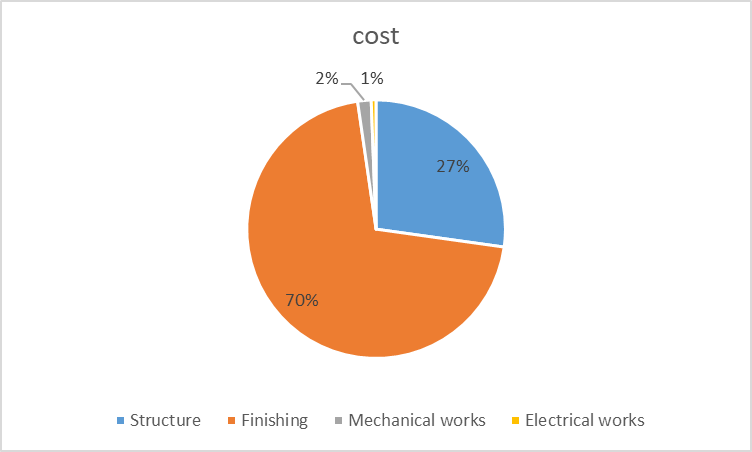 cost
2% 1%
27%
70%
Structure Finishing Mechanical works Electrical works